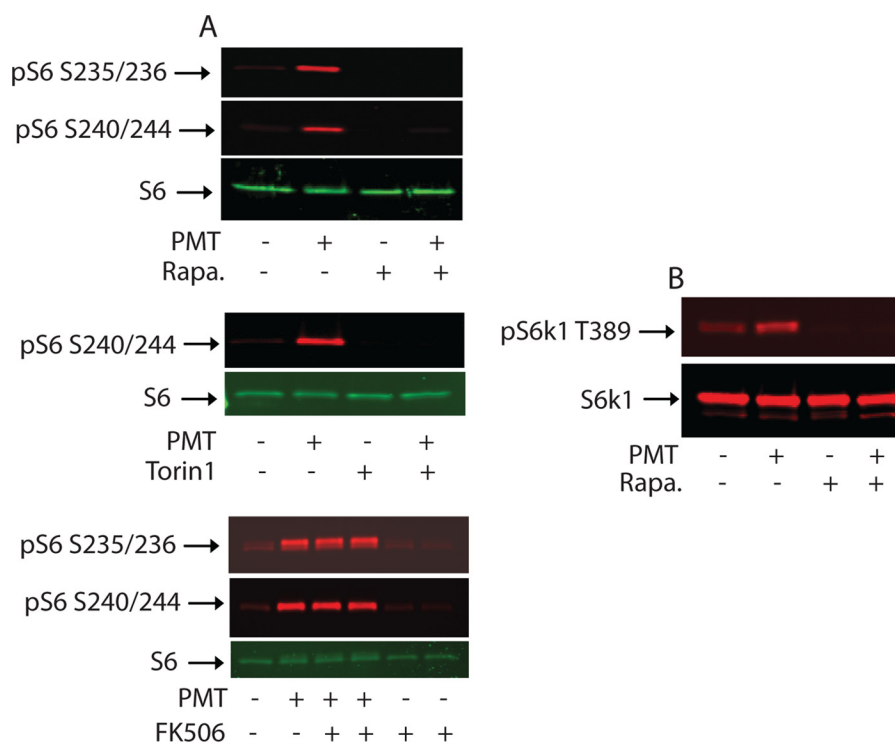 A
pS6 S235/236
pS6 S240/244
S6
PMT - + - +
Rapa. - - + +
pS6 S240/244
S6
PMT - + - +
Torin1 - - + +
pS6 S235/236
pS6 S240/244
S6
PMT - + + + - -
FK506 - - + + + +
B
pS6k1 T389
S6k1
PMT - + - +
Rapa. - - + +